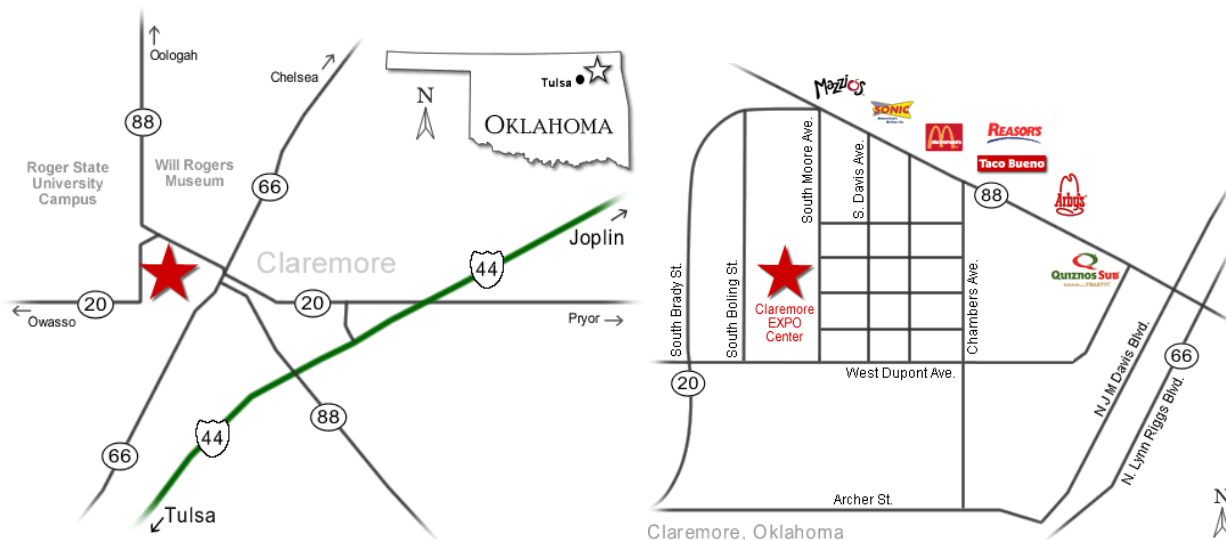 Oologah
Chelsea
88
Roger State
University
Campus
Will Rogers
Museum
66
N
Tulsa
OKLAHOMA
Joplin
44
Claremore
20
Owasso
20
Pryor
88
44
66
Tulsa
Mazzio's
SONIC
McDonald's
REASOR'S
Taco Bueno
Arby's
88
South Moore Ave.
S. Davis Ave.
South Brady St.
South Boling St.
Claremore
EXPO
Center
Chambers Ave.
QUIZNOS SUB
West Dupont Ave.
20
N J M Davis Blvd.
66
N. Lynn Riggs Blvd.
Archer St.
N
Claremore, Oklahoma